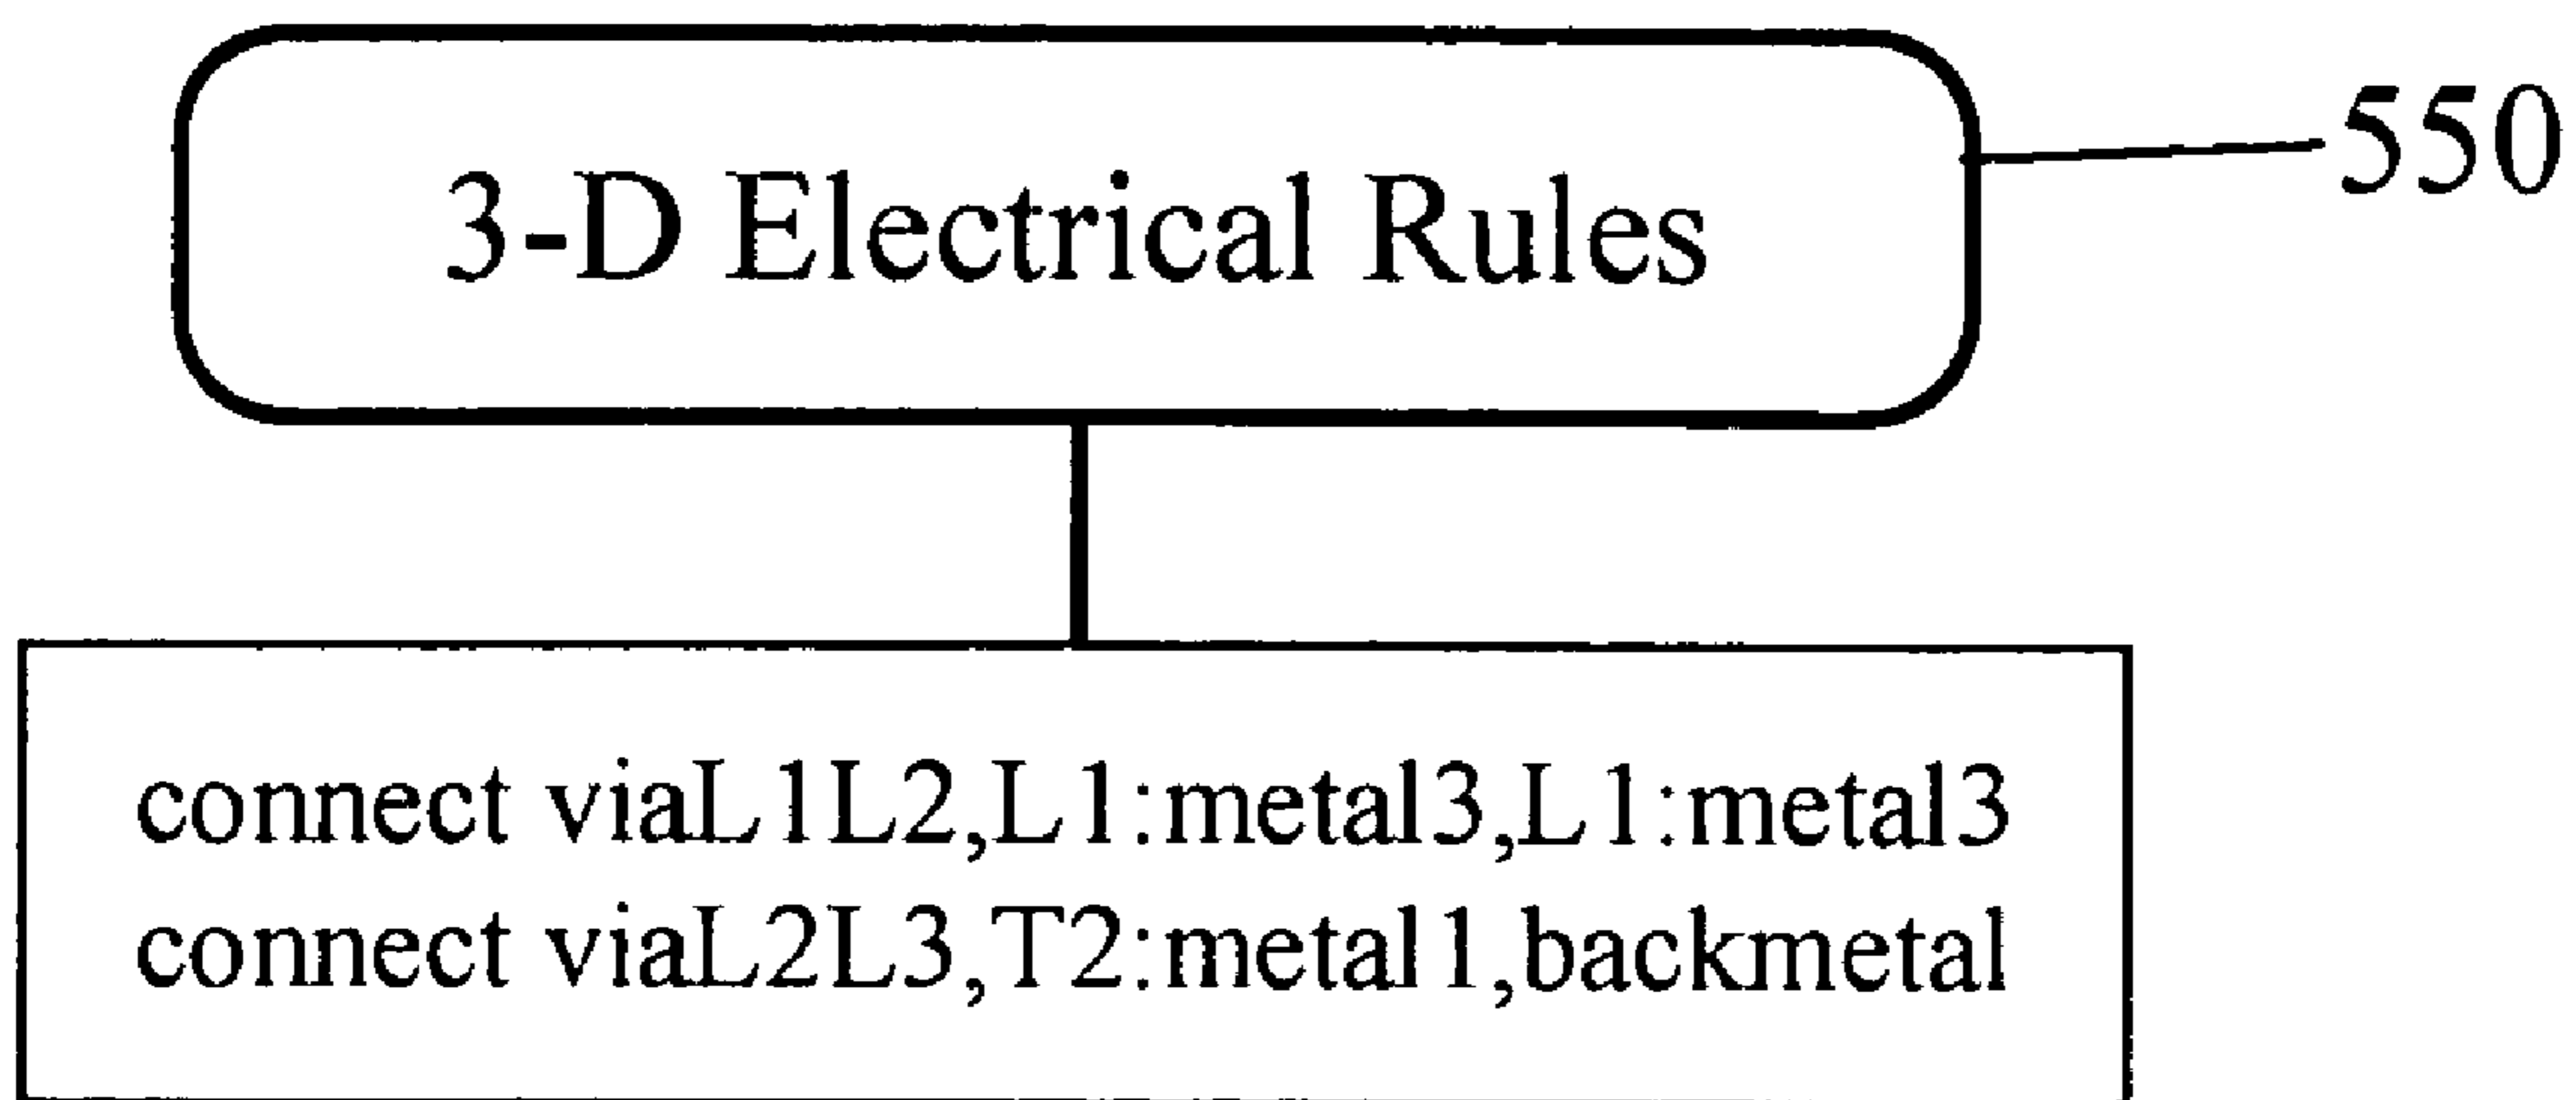 3-D Electrical Rules
550
connect viaL1L2,L1:metal3,L1:metal3
connect viaL2L3,T2:metal1,backmetal